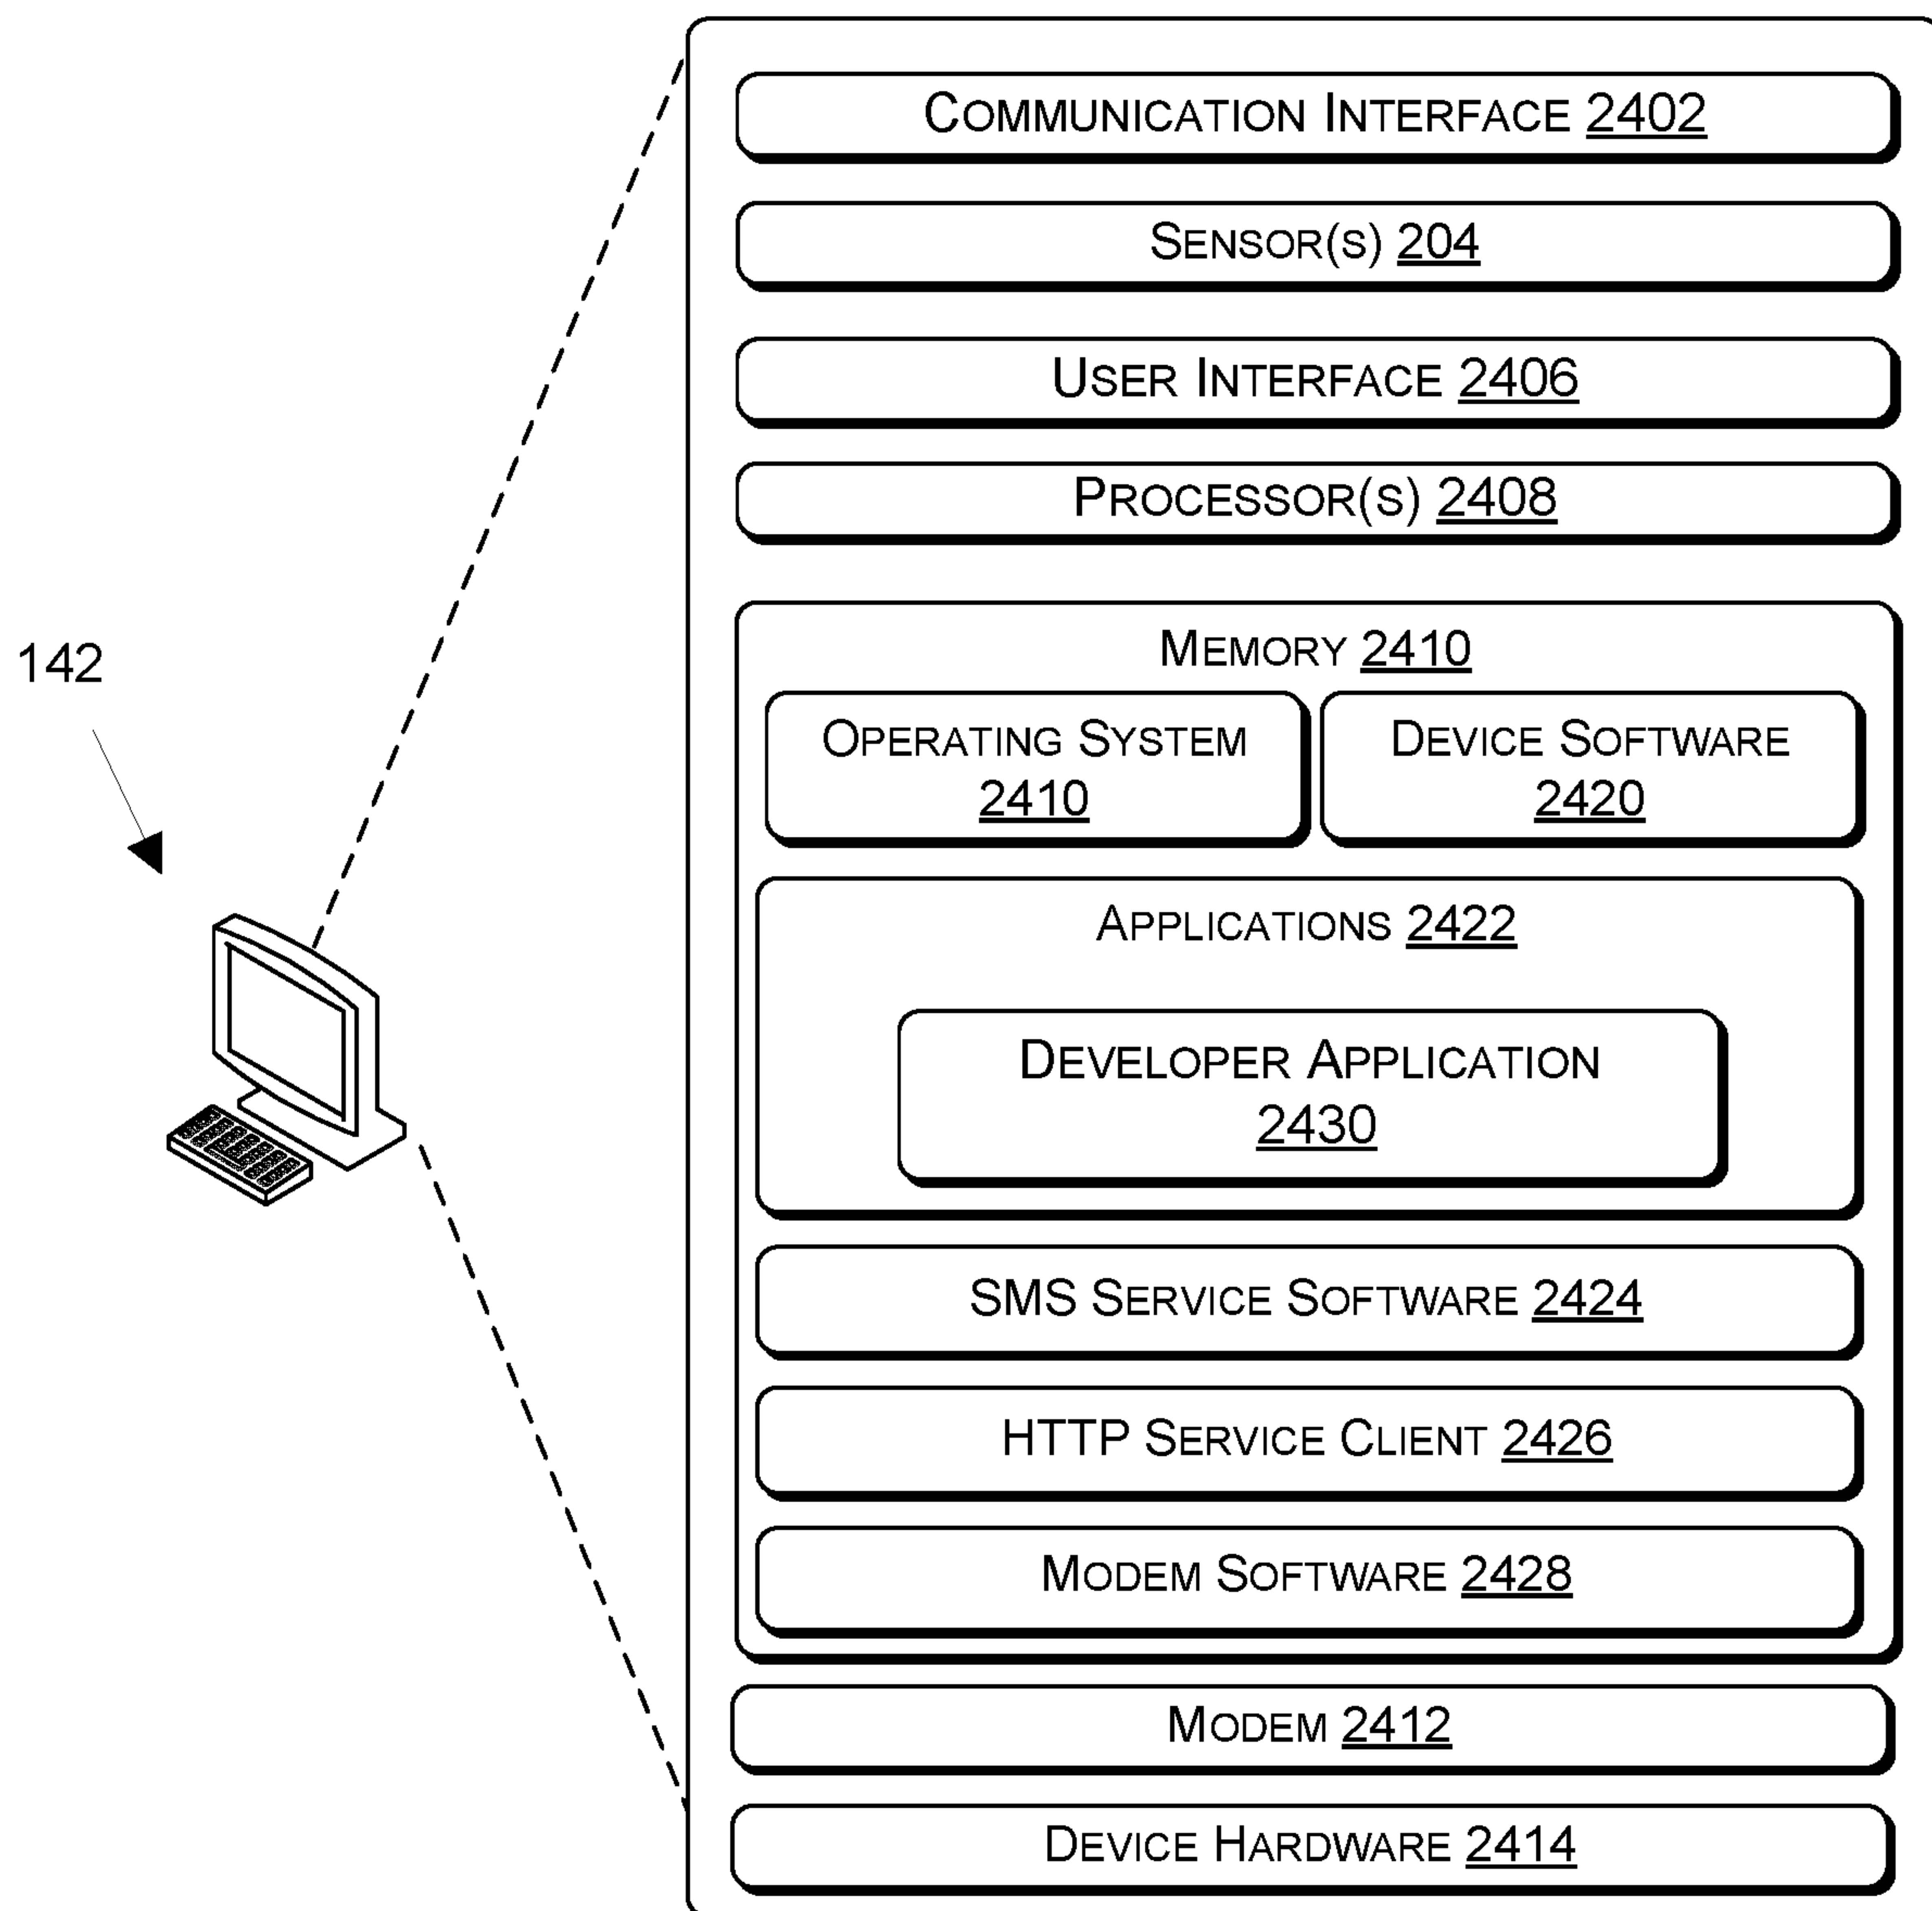 COMMUNICATION INTERFACE 2402
SENSOR(S) 204
USER INTERFACE 2406
PROCESSOR(S) 2408
MEMORY 2410
142
OPERATING SYSTEM
2410
DEVICE SOFTWARE
2420
APPLICATIONS 2422
DEVELOPER APPLICATION
2430
SMS SERVICE SOFTWARE 2424
HTTP SERVICE CLIENT 2426
MODEM SOFTWARE 2428
MODEM 2412
DEVICE HARDWARE 2414